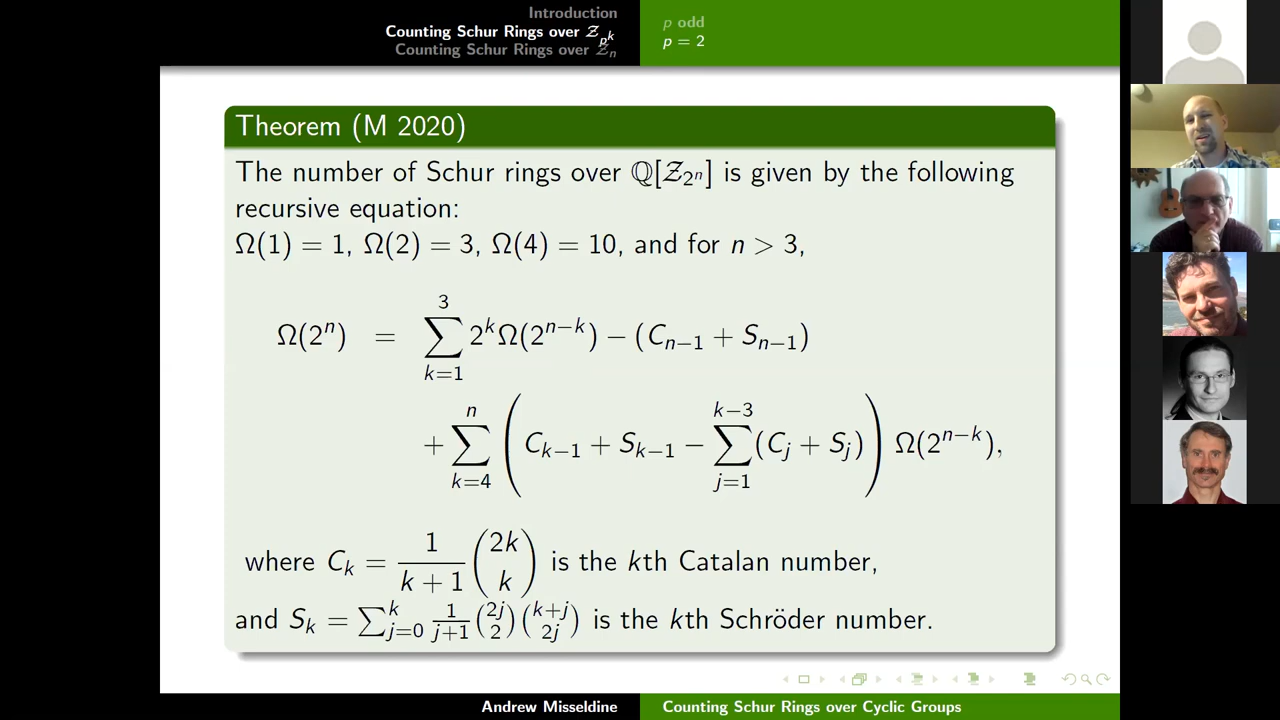 Introduction
Counting Schur Rings over Z_{p^k}
Counting Schur Rings over Z_n
p odd
p = 2
Theorem (M 2020)
The number of Schur rings over ℚ[Z_{2^n}] is given by the following
recursive equation:
Ω(1) = 1, Ω(2) = 3, Ω(4) = 10, and for n > 3,
Ω(2^n) = ∑_{k=1}^{3} 2^k Ω(2^{n−k}) − (C_{n−1} + S_{n−1})
+ ∑_{k=4}^{n} ( C_{k−1} + S_{k−1} − ∑_{j=1}^{k−3} (C_j + S_j) ) Ω(2^{n−k}),
where C_k = \frac{1}{k+1} \binom{2k}{k} is the kth Catalan number,
and S_k = ∑_{j=0}^{k} \frac{1}{j+1} \binom{2j}{2} \binom{k+j}{2j} is the kth Schröder number.
Andrew Misseldine
Counting Schur Rings over Cyclic Groups